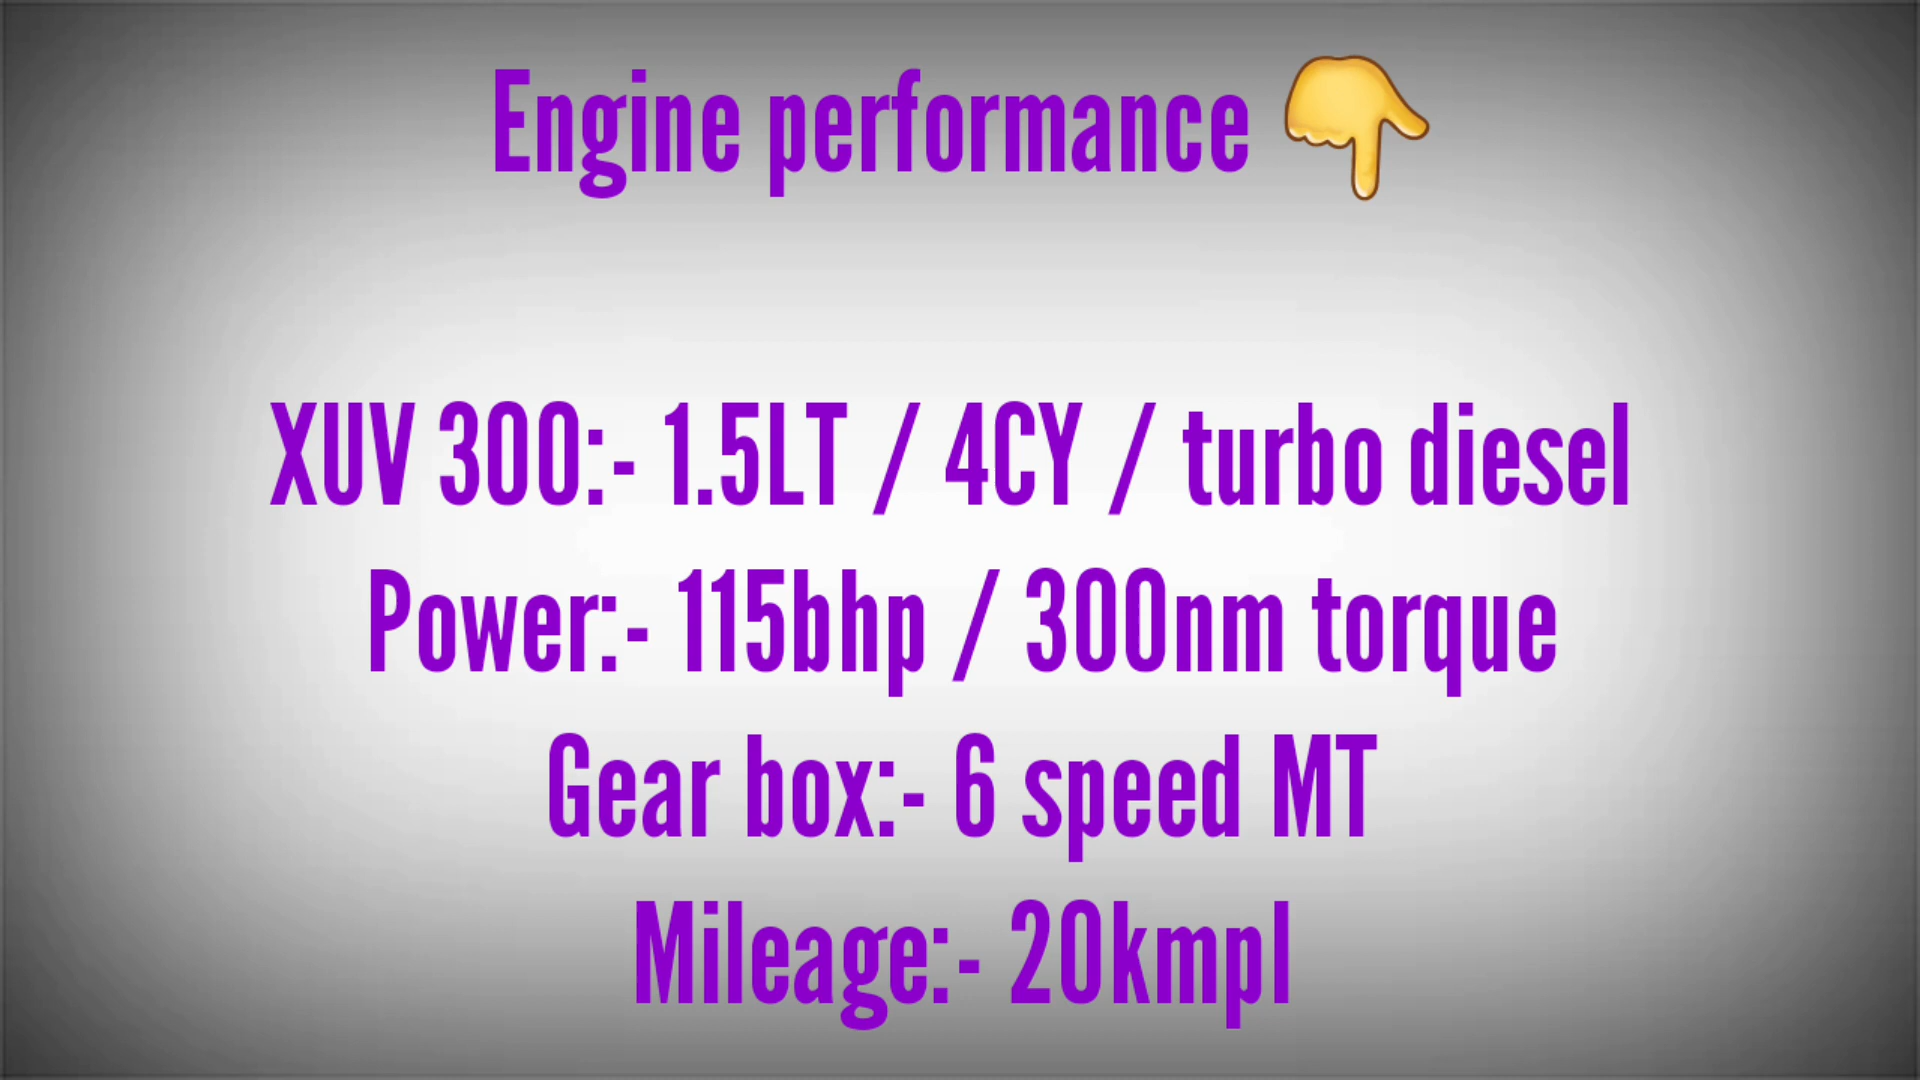 Engine performance 👇
XUV 300:- 1.5LT / 4CY / turbo diesel
Power:- 115bhp / 300nm torque
Gear box:- 6 speed MT
Mileage:- 20kmpl